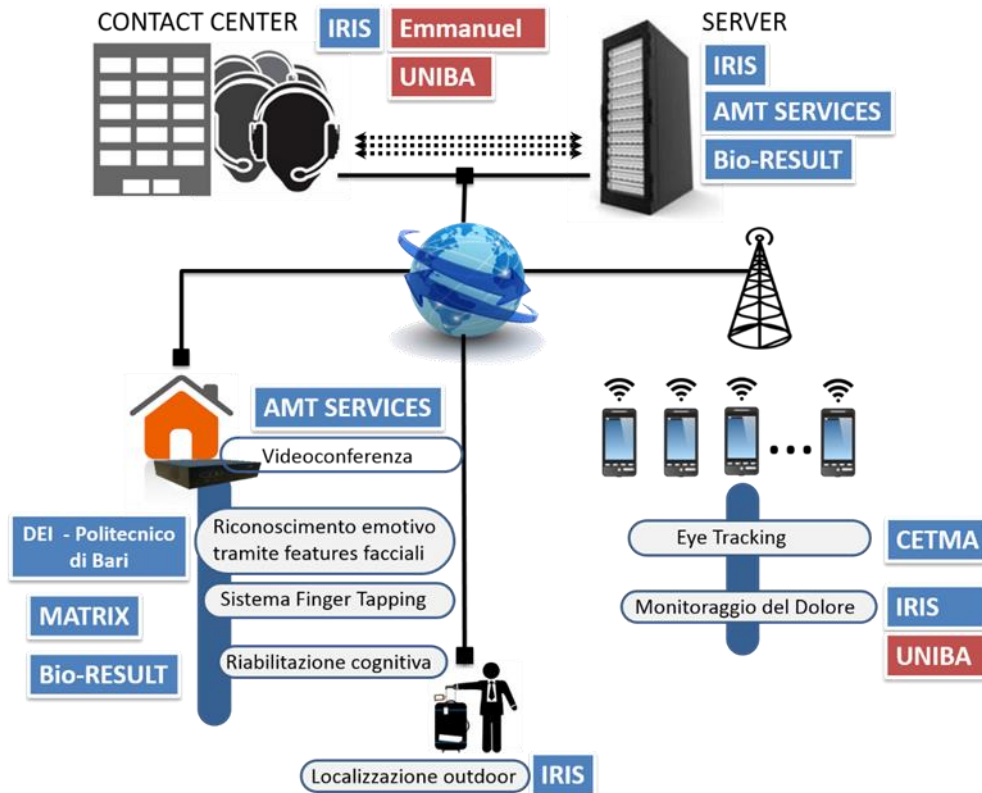 CONTACT CENTER
IRIS
Emmanuel
UNIBA
SERVER
IRIS
AMT SERVICES
Bio-RESULT
AMT SERVICES
Videoconferenza
DEI - Politecnico
di Bari
Riconoscimento emotivo
tramite features facciali
MATRIX
Sistema Finger Tapping
Bio-RESULT
Riabilitazione cognitiva
Eye Tracking
CETMA
Monitoraggio del Dolore
IRIS
UNIBA
Localizzazione outdoor
IRIS